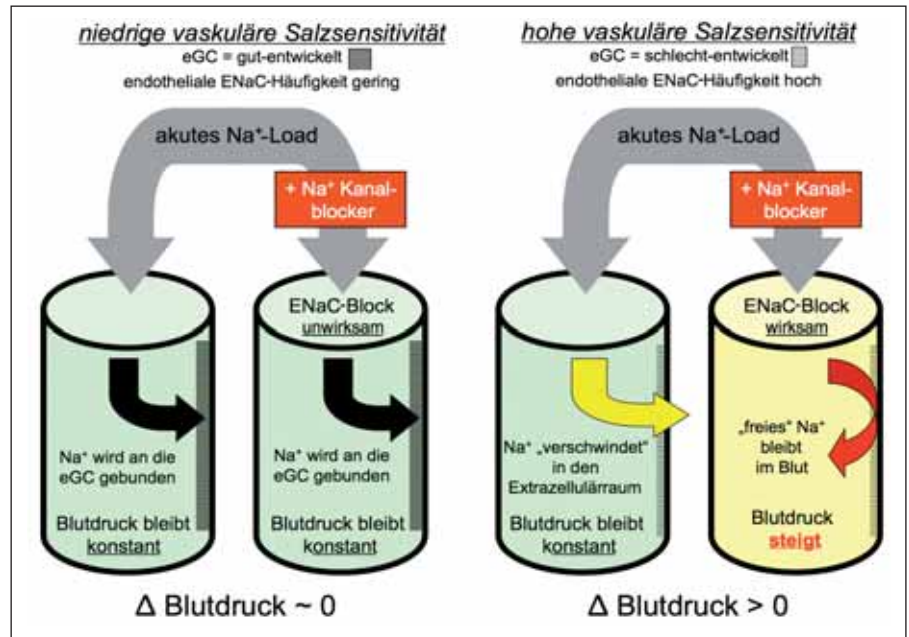 niedrige vaskuläre Salzsensitivität
eGC = gut-entwickelt
endotheliale ENaC-Häufigkeit gering
akutes Na⁺-Load
+ Na⁺ Kanal-
blocker
Na⁺ wird an die
eGC gebunden
Blutdruck bleibt
konstant
ENaC-Block
unwirksam
Na⁺ wird an die
eGC gebunden
Blutdruck bleibt
konstant
Δ Blutdruck ~ 0
hohe vaskuläre Salzsensitivität
eGC = schlecht-entwickelt
endotheliale ENaC-Häufigkeit hoch
akutes Na⁺-Load
+ Na⁺ Kanal-
blocker
Na⁺ „verschwindet“
in den
Extrazellulärraum
Blutdruck bleibt
konstant
ENaC-Block
wirksam
„freies“ Na⁺
bleibt
im Blut
Blutdruck
steigt
Δ Blutdruck > 0